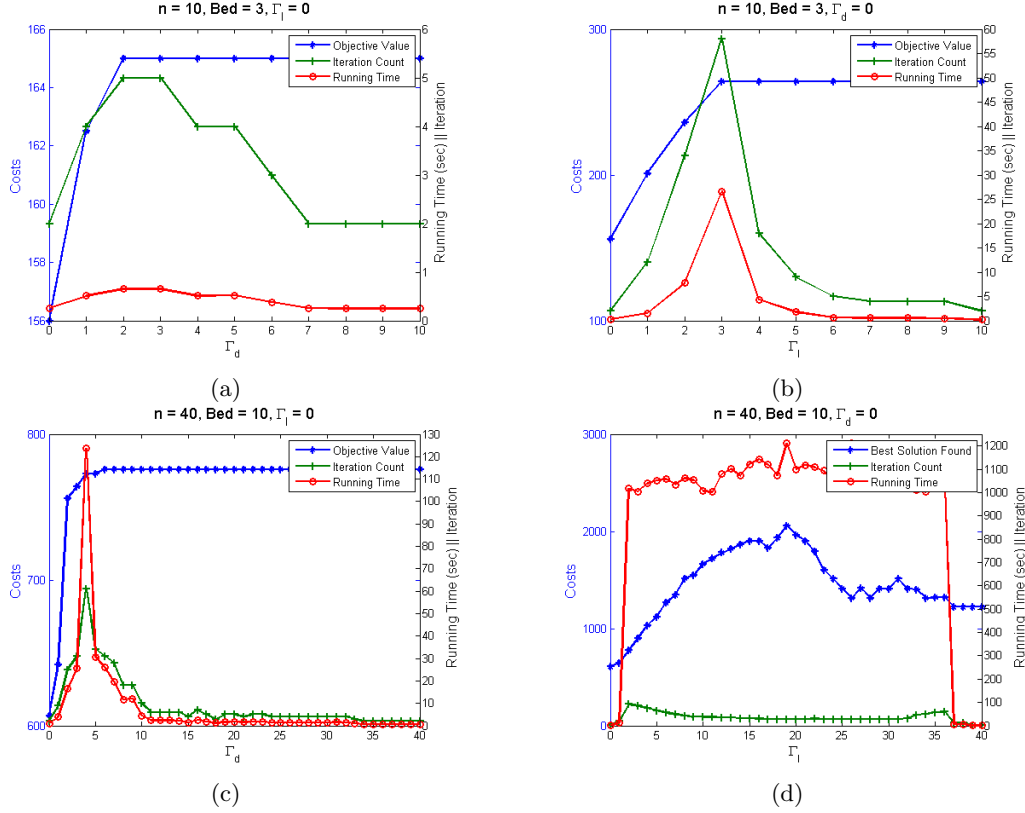 n = 10, Bed = 3, Γl = 0
Objective Value
Iteration Count
Running Time
Costs
Running Time (sec) || Iteration
166
164
162
160
158
156
6
5
4
3
2
1
0
0 1 2 3 4 5 6 7 8 9 10
Γd
(a)
n = 10, Bed = 3, Γd = 0
Objective Value
Iteration Count
Running Time
Costs
Running Time (sec) || Iteration
300
200
100
60
55
50
45
40
35
30
25
20
15
10
5
0
0 1 2 3 4 5 6 7 8 9 10
Γl
(b)
n = 40, Bed = 10, Γl = 0
Objective Value
Iteration Count
Running Time
Costs
Running Time (sec) || Iteration
800
700
600
130
120
110
100
90
80
70
60
50
40
30
20
10
0
0 5 10 15 20 25 30 35 40
Γd
(c)
n = 40, Bed = 10, Γd = 0
Best Solution Found
Iteration Count
Running Time
Costs
Running Time (sec) || Iteration
3000
2000
1000
0
1200
1100
1000
900
800
700
600
500
400
300
200
100
0
0 5 10 15 20 25 30 35 40
Γl
(d)